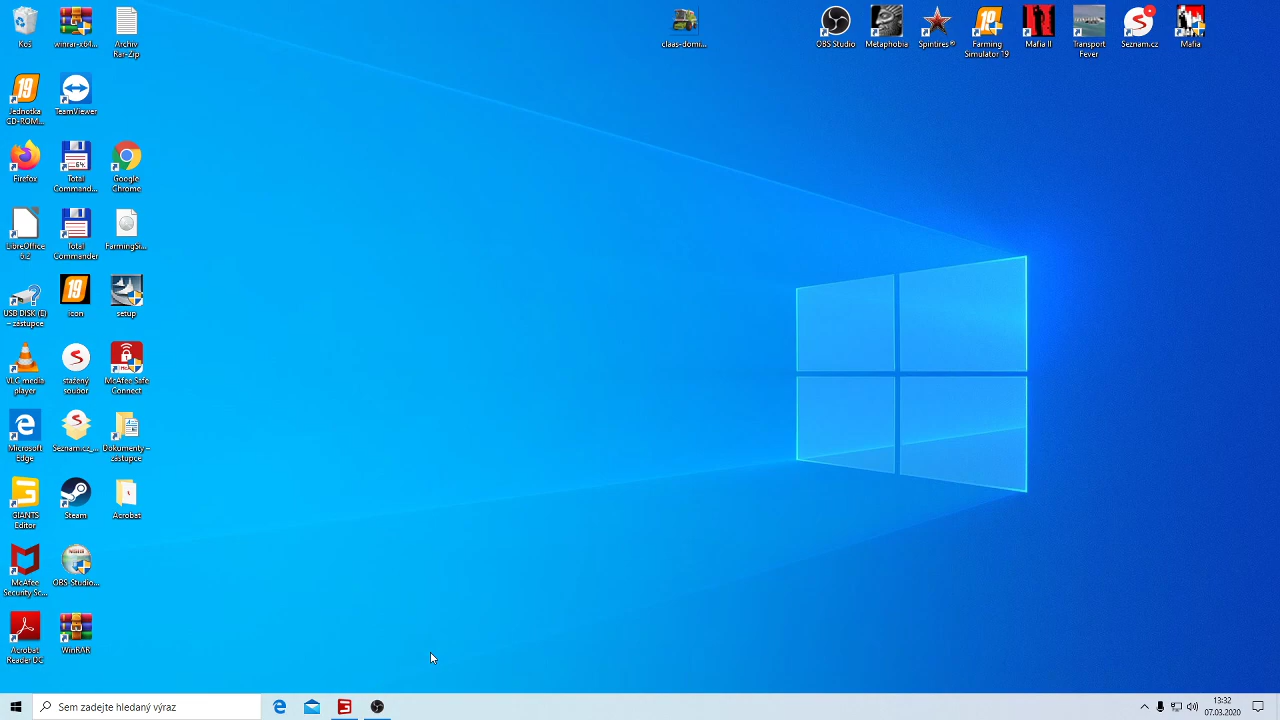 Koš
winrar-x64...
Archiv
Rar-Zip
claas-domi...
OBS Studio
Metaphobia
Spintires®
Farming
Simulator 19
Mafia II
Transport
Fever
Seznam.cz
Mafia
Jednotka
CD-ROM...
TeamViewer
Firefox
Total
Command...
Google
Chrome
LibreOffice
6.2
Total
Commander
FarmingSi...
USB DISK (E)
– zástupce
icon
setup
VLC media
player
stažený
soubor
McAfee Safe
Connect
Microsoft
Edge
Seznam.cz_...
Dokumenty –
zástupce
GIANTS
Editor
Steam
Acrobat
McAfee
Security Sc...
OBS-Studio...
Acrobat
Reader DC
WinRAR
Sem zadejte hledaný výraz
13:32
07.03.2020